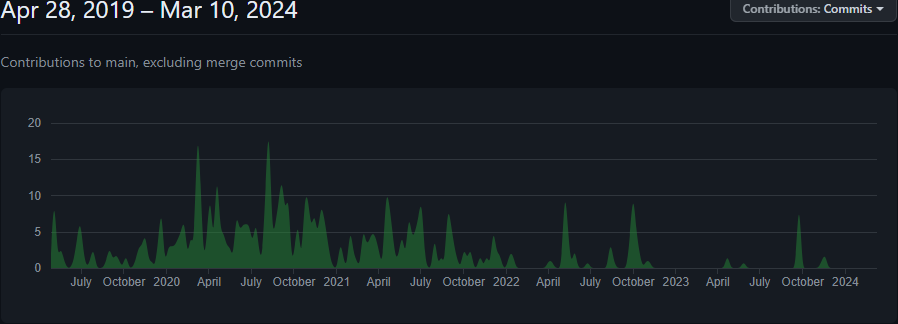 Apr 28, 2019 – Mar 10, 2024
Contributions: Commits
Contributions to main, excluding merge commits
20
15
10
5
0
July October 2020 April July October 2021 April July October 2022 April July October 2023 April July October 2024